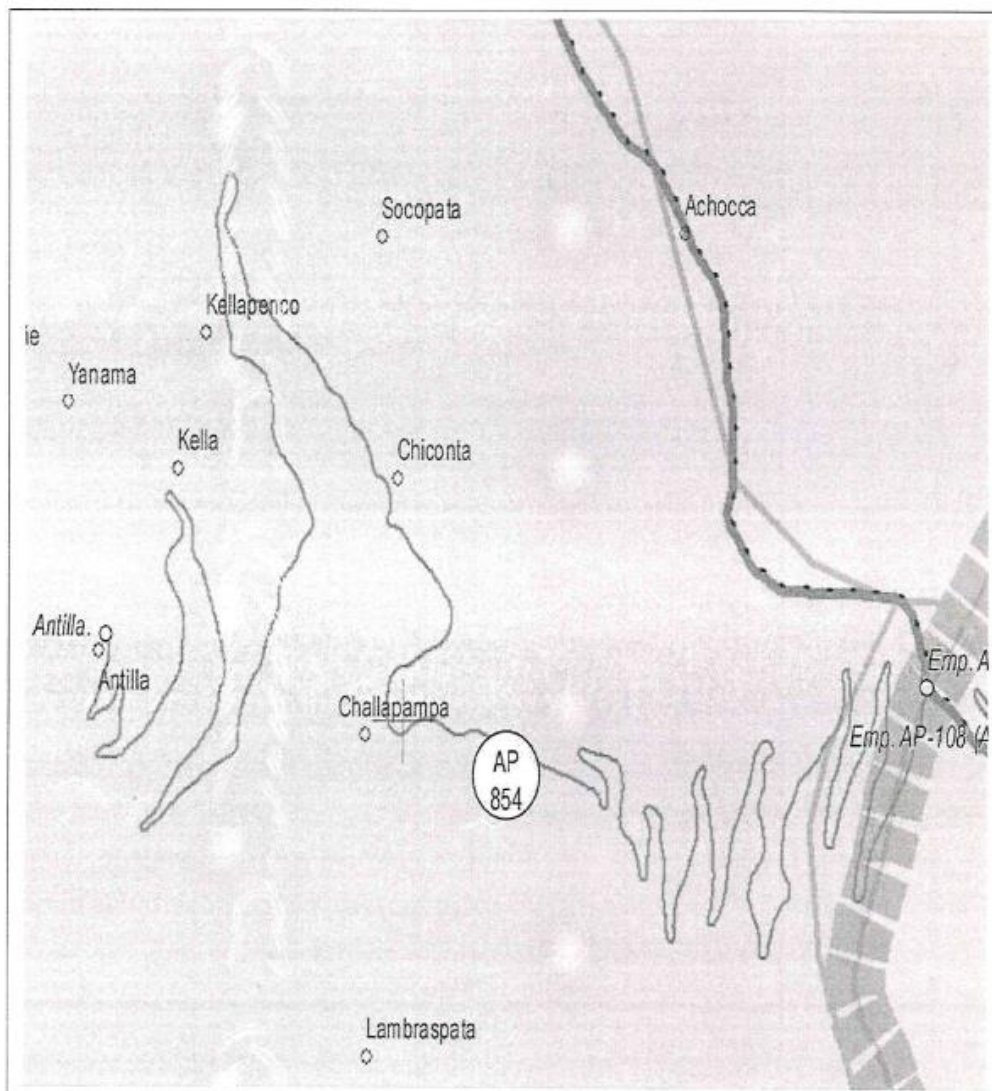 Achocca
Socopata
Kellapenco
Yanama
Kella
Chiconta
Antilla.
Antilla
Emp. A
Challapampa
Emp. AP-108 (A
AP
854
Lambraspata